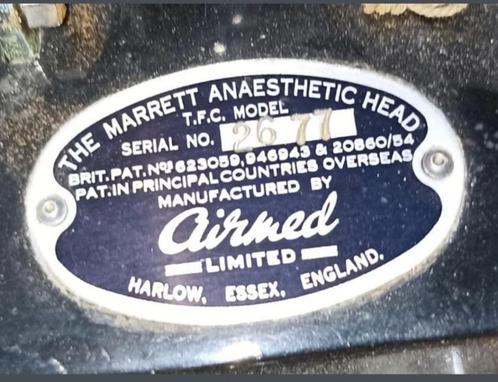 THE MARRETT ANAESTHETIC HEAD
T.F.C. MODEL
SERIAL NO. 2677
BRIT. PAT. NOS 623059,946943 & 20860/54
PAT: IN PRINCIPAL COUNTRIES OVERSEAS
MANUFACTURED BY
airmed
LIMITED
HARLOW, ESSEX, ENGLAND.